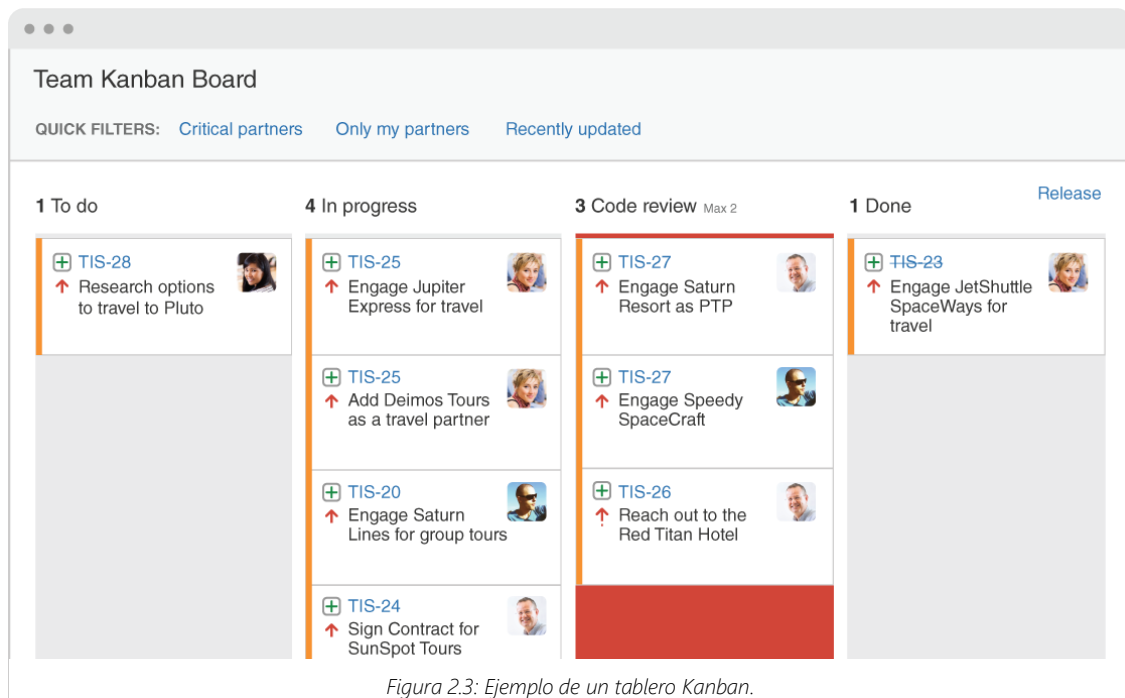 Team Kanban Board
QUICK FILTERS: Critical partners Only my partners Recently updated
Release
1 To do
TIS-28
Research options
to travel to Pluto
4 In progress
TIS-25
Engage Jupiter
Express for travel
TIS-25
Add Deimos Tours
as a travel partner
TIS-20
Engage Saturn
Lines for group tours
TIS-24
Sign Contract for
SunSpot Tours
3 Code review Max 2
TIS-27
Engage Saturn
Resort as PTP
TIS-27
Engage Speedy
SpaceCraft
TIS-26
Reach out to the
Red Titan Hotel
1 Done
TIS-23
Engage JetShuttle
SpaceWays for
travel
Figura 2.3: Ejemplo de un tablero Kanban.